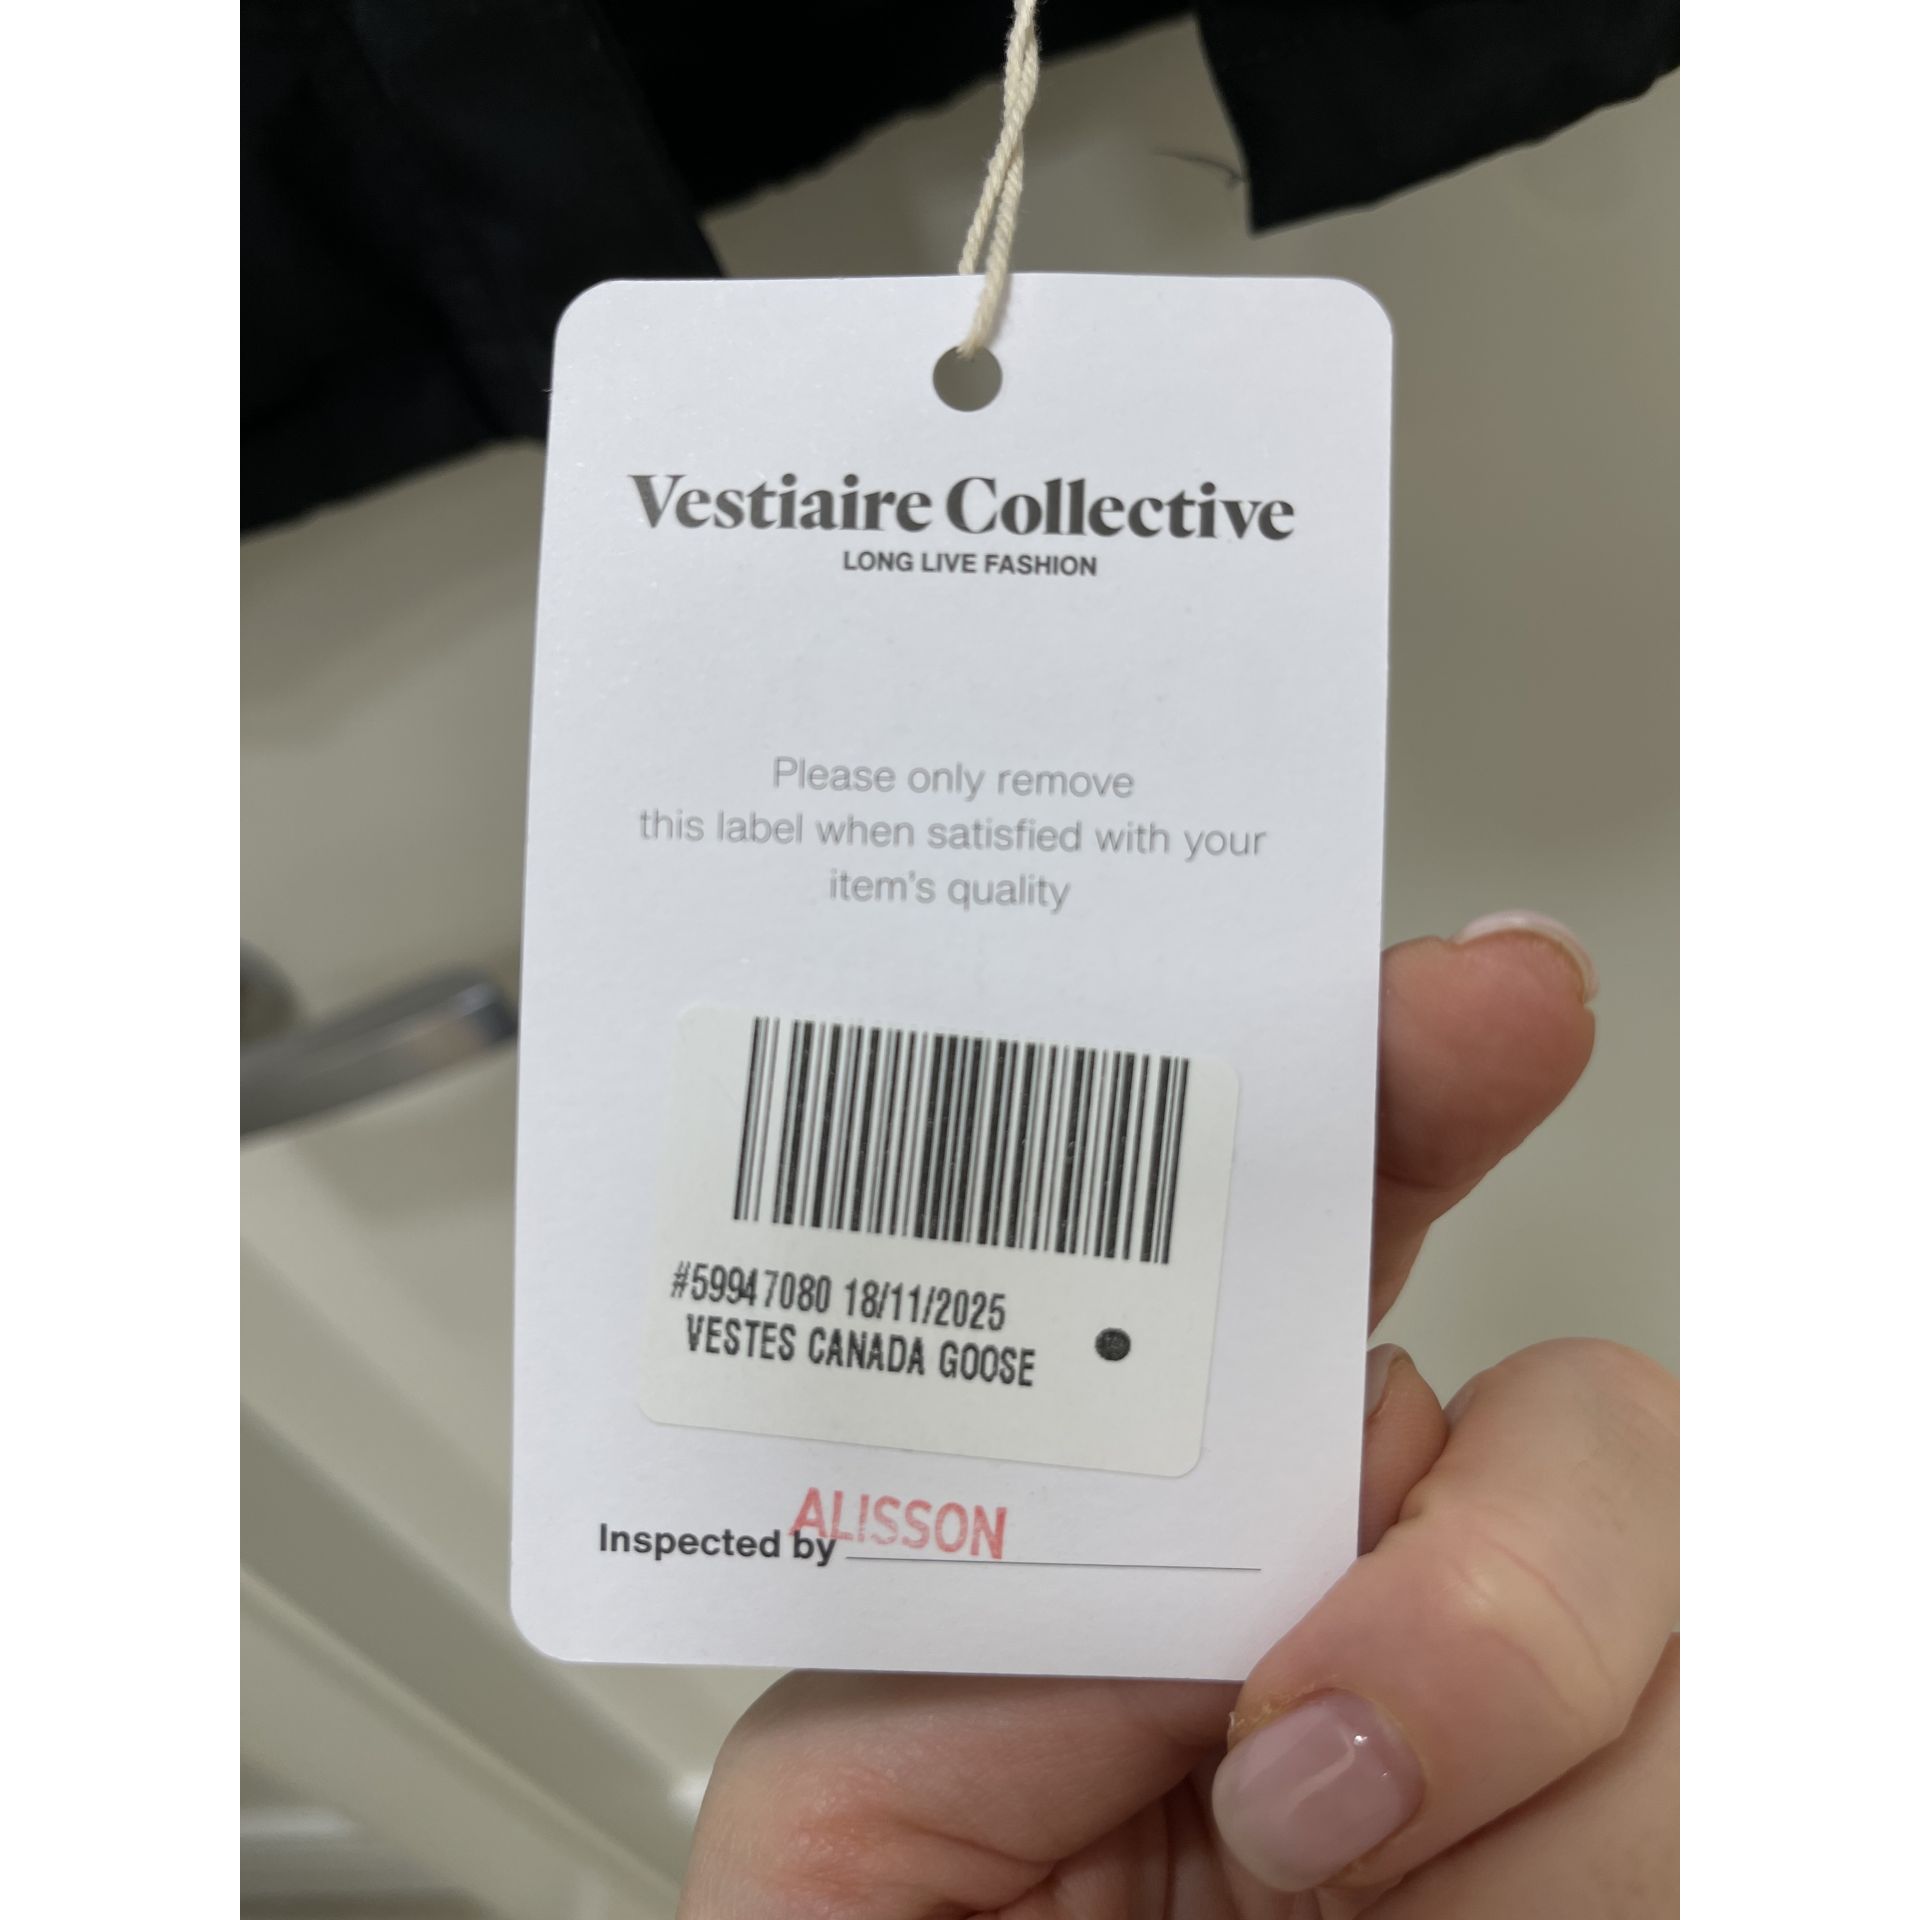 Vestiaire Collective
LONG LIVE FASHION
Please only remove
this label when satisfied with your
item's quality
#59947080 18/11/2025
VESTES CANADA GOOSE
Inspected by ALISSON